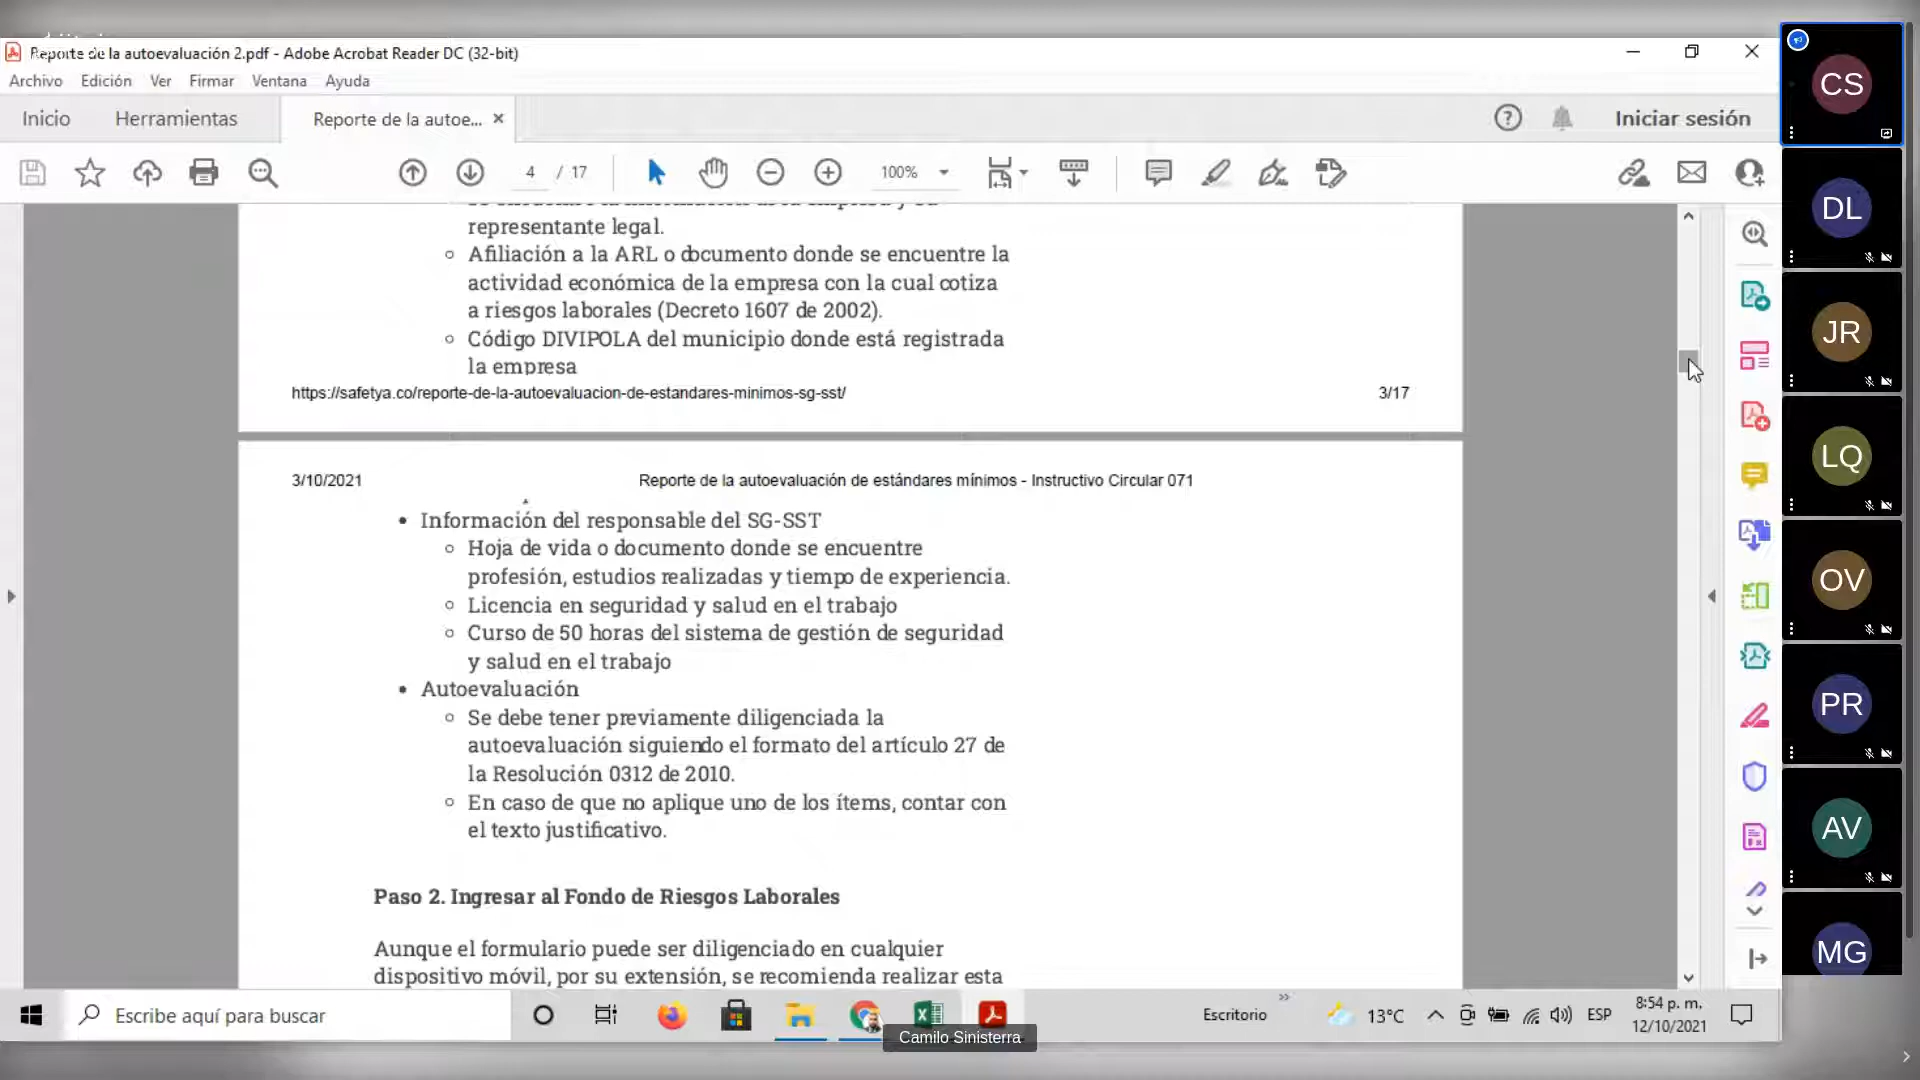 Reporte de la autoevaluación 2.pdf - Adobe Acrobat Reader DC (32-bit)
Archivo Edición Ver Firmar Ventana Ayuda
Inicio Herramientas Reporte de la autoe... Iniciar sesión
4 / 17 100%
representante legal.
Afiliación a la ARL o documento donde se encuentre la
actividad económica de la empresa con la cual cotiza
a riesgos laborales (Decreto 1607 de 2002).
Código DIVIPOLA del municipio donde está registrada
la empresa
https://safetya.co/reporte-de-la-autoevaluacion-de-estandares-minimos-sg-sst/ 3/17
3/10/2021 Reporte de la autoevaluación de estándares mínimos - Instructivo Circular 071
• Información del responsable del SG-SST
Hoja de vida o documento donde se encuentre
profesión, estudios realizadas y tiempo de experiencia.
Licencia en seguridad y salud en el trabajo
Curso de 50 horas del sistema de gestión de seguridad
y salud en el trabajo
• Autoevaluación
Se debe tener previamente diligenciada la
autoevaluación siguiendo el formato del artículo 27 de
la Resolución 0312 de 2010.
En caso de que no aplique uno de los ítems, contar con
el texto justificativo.
Paso 2. Ingresar al Fondo de Riesgos Laborales
Aunque el formulario puede ser diligenciado en cualquier
dispositivo móvil, por su extensión, se recomienda realizar esta
Escribe aquí para buscar
Escritorio
13°C
ESP
8:54 p. m.
12/10/2021
Camilo Sinisterra
CS
DL
JR
LQ
OV
PR
AV
MG